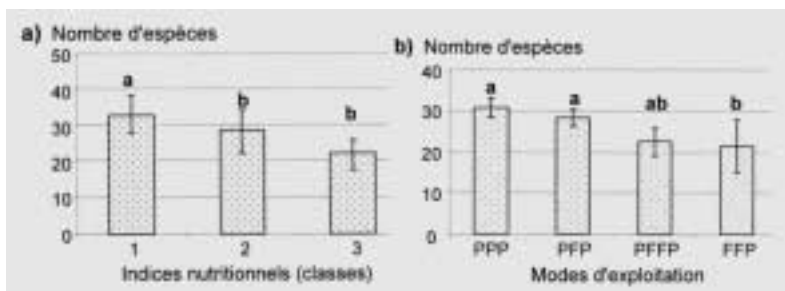 a) Nombre d'espèces
50
40
30
20
10
0
a
b
b
1 2 3
Indices nutritionnels (classes)
b) Nombre d'espèces
40
30
20
10
0
a
a
ab
b
PPP PFP PFFP FFP
Modes d'exploitation